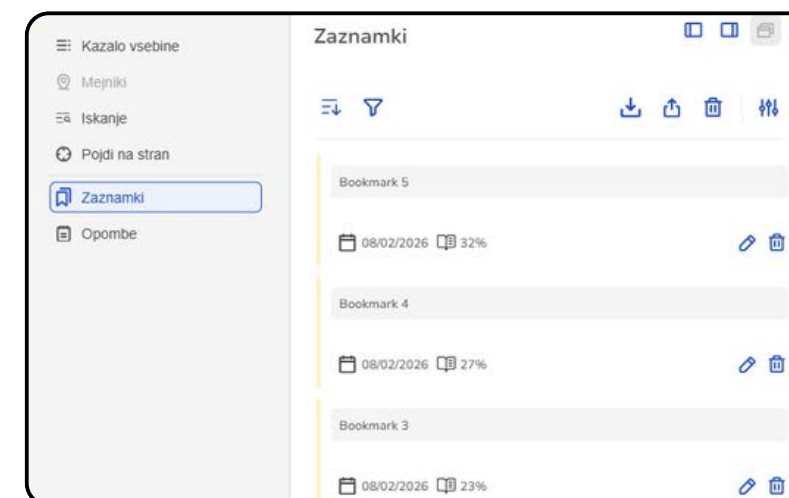 Kazalo vsebine
Mejniki
Iskanje
Pojdi na stran
Zaznamki
Opombe
Zaznamki
Bookmark 5
08/02/2026 32%
Bookmark 4
08/02/2026 27%
Bookmark 3
08/02/2026 23%